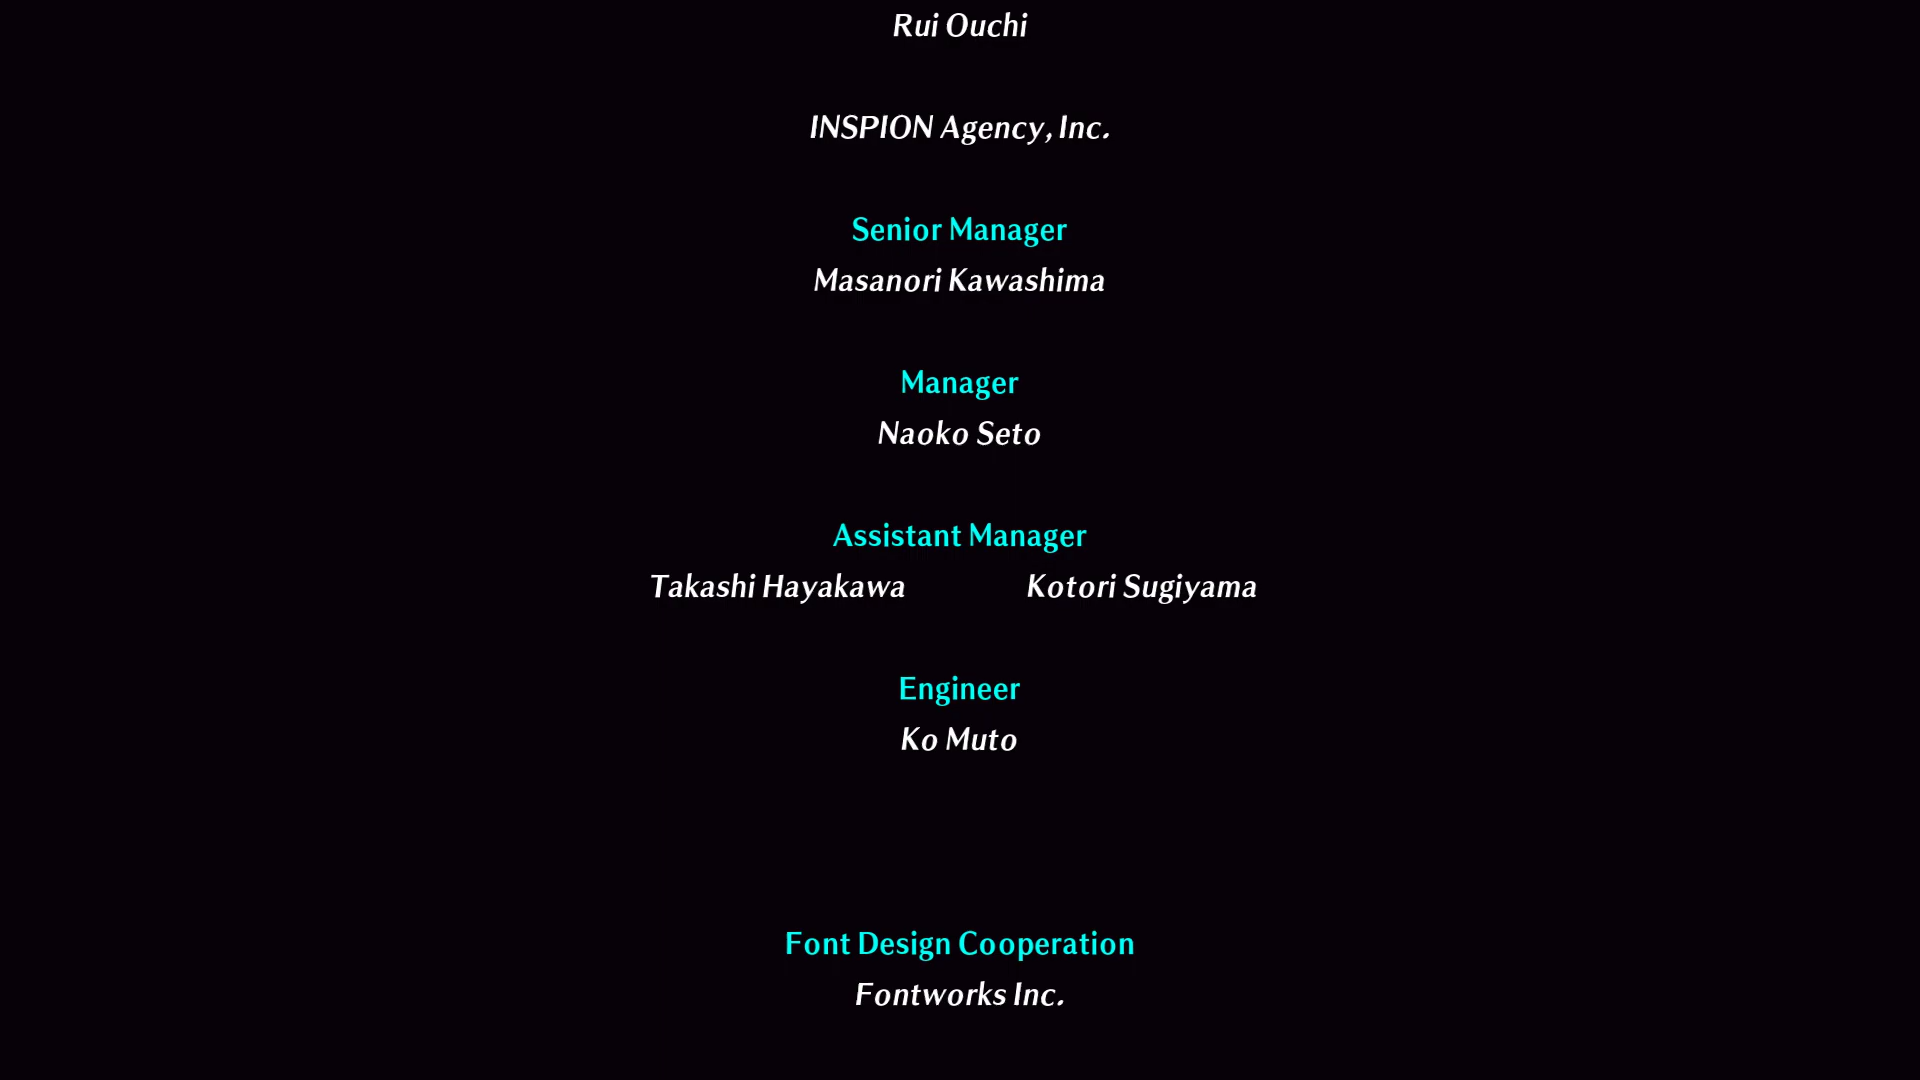 Rui Ouchi
INSPION Agency, Inc.
Senior Manager
Masanori Kawashima
Manager
Naoko Seto
Assistant Manager
Takashi Hayakawa Kotori Sugiyama
Engineer
Ko Muto
Font Design Cooperation
Fontworks Inc.